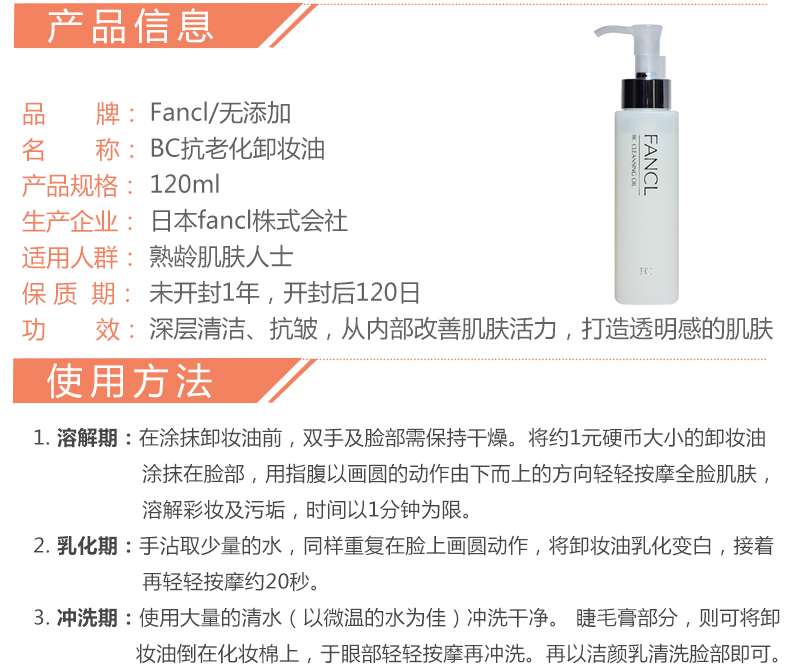 产品信息
品 牌：Fancl/无添加
名 称：BC抗老化卸妆油
产品规格：120ml
生产企业：日本fancl株式会社
适用人群：熟龄肌肤人士
保 质 期：未开封1年，开封后120日
功 效：深层清洁、抗皱，从内部改善肌肤活力，打造透明感的肌肤
FANCL
BC CLEANSING OIL
FC
使用方法
1. 溶解期：在涂抹卸妆油前，双手及脸部需保持干燥。将约1元硬币大小的卸妆油
涂抹在脸部，用指腹以画圆的动作由下而上的方向轻轻按摩全脸肌肤，
溶解彩妆及污垢，时间以1分钟为限。
2. 乳化期：手沾取少量的水，同样重复在脸上画圆动作，将卸妆油乳化变白，接着
再轻轻按摩约20秒。
3. 冲洗期：使用大量的清水（以微温的水为佳）冲洗干净。 睫毛膏部分，则可将卸
妆油倒在化妆棉上，于眼部轻轻按摩再冲洗。再以洁颜乳清洗脸部即可。